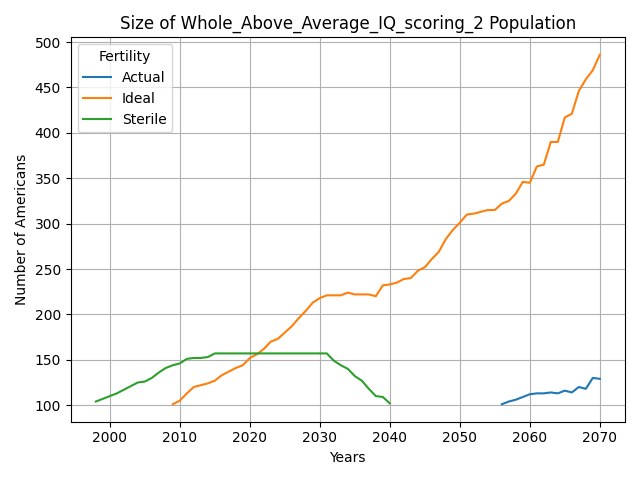 Size of Whole_Above_Average_IQ_scoring_2 Population
Fertility
Actual
Ideal
Sterile
Number of Americans
500
450
400
350
300
250
200
150
100
2000 2010 2020 2030 2040 2050 2060 2070
Years